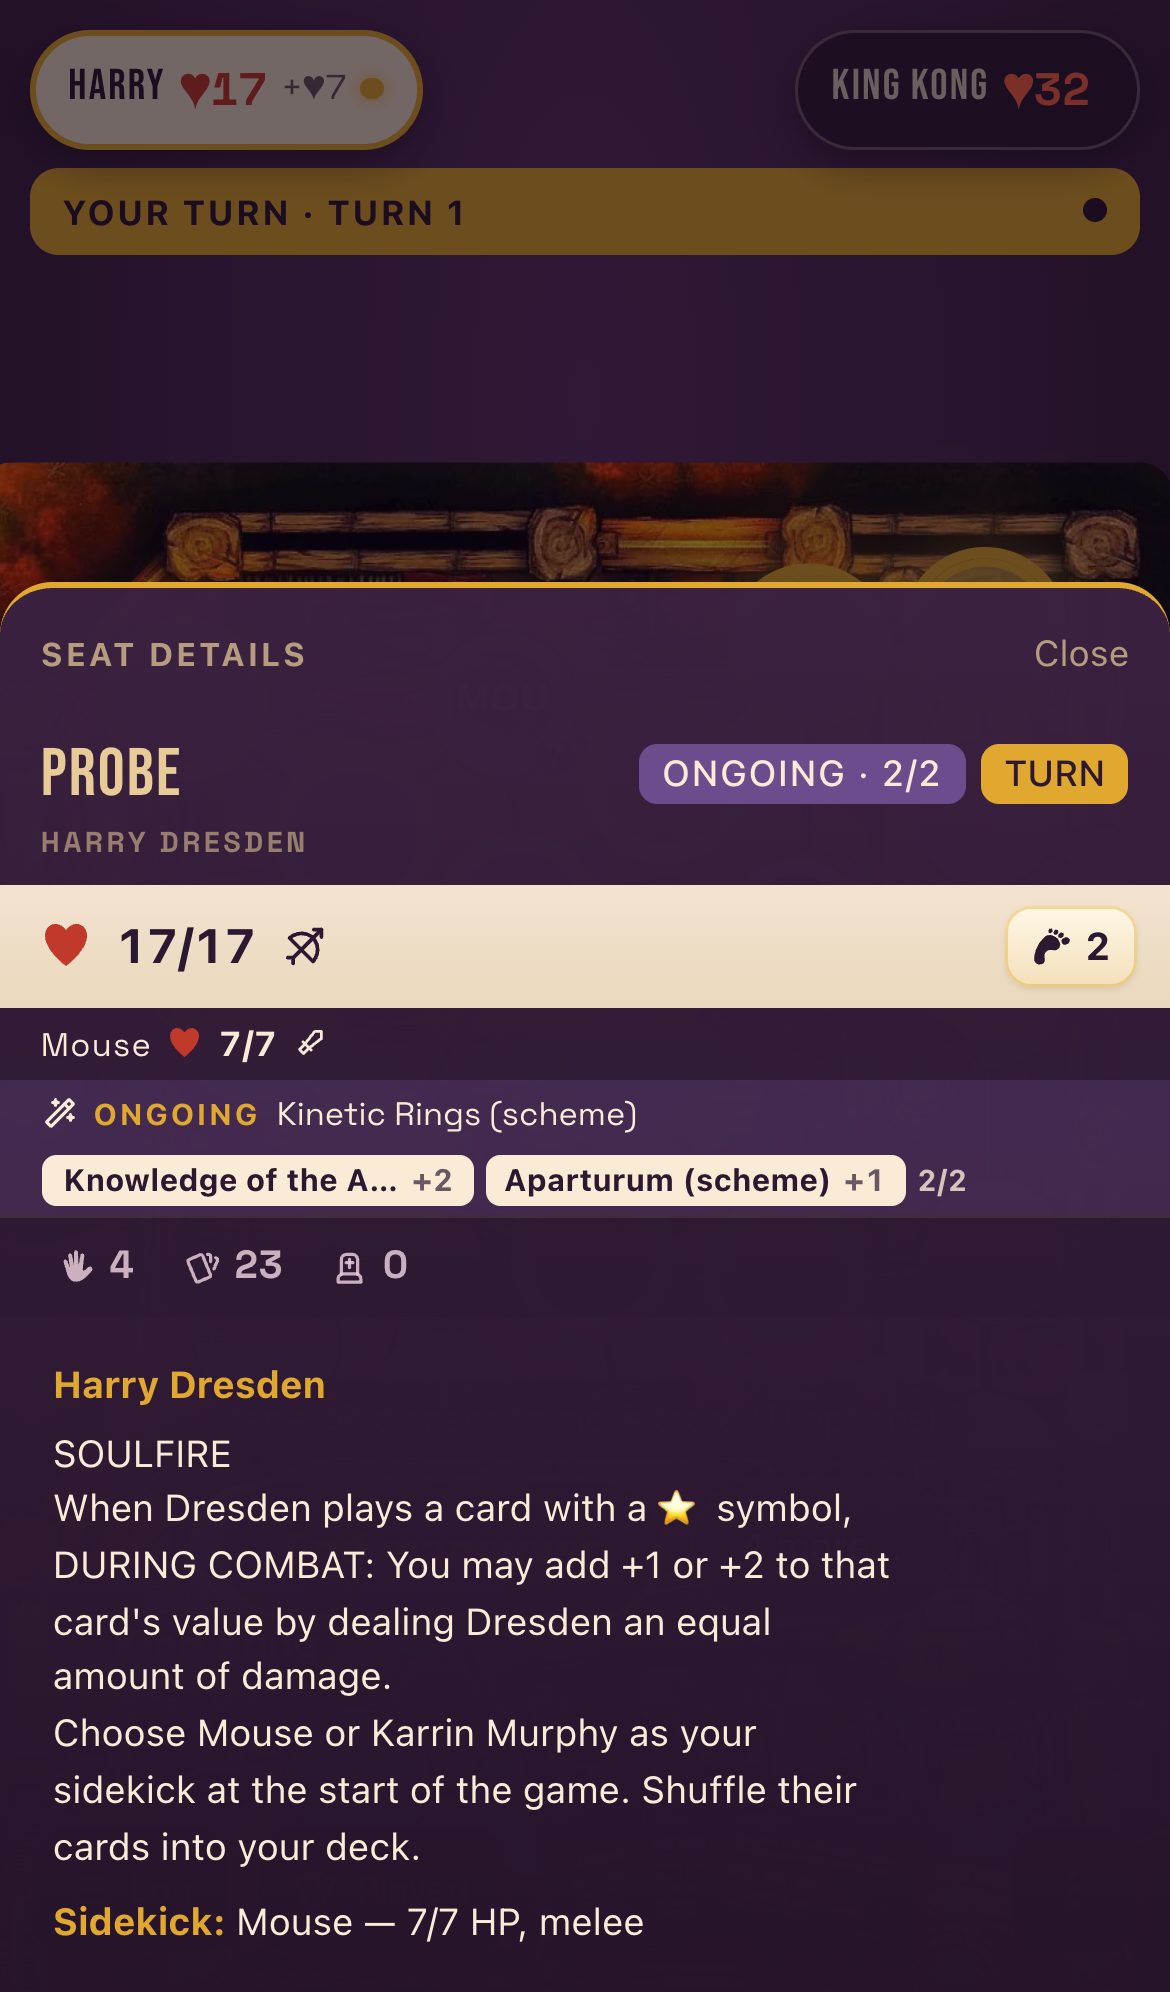 HARRY ♥17 +♥7
KING KONG ♥32
YOUR TURN · TURN 1
SEAT DETAILS
Close
PROBE
ONGOING · 2/2
TURN
HARRY DRESDEN
17/17
2
Mouse 7/7
ONGOING Kinetic Rings (scheme)
Knowledge of the A... +2
Aparturum (scheme) +1
2/2
4 23 0
Harry Dresden
SOULFIRE
When Dresden plays a card with a ⭐ symbol,
DURING COMBAT: You may add +1 or +2 to that
card's value by dealing Dresden an equal
amount of damage.
Choose Mouse or Karrin Murphy as your
sidekick at the start of the game. Shuffle their
cards into your deck.
Sidekick: Mouse — 7/7 HP, melee